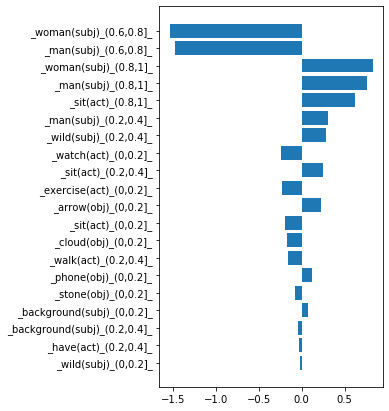 _woman(subj)_(0.6,0.8]_
_man(subj)_(0.6,0.8]_
_woman(subj)_(0.8,1]_
_man(subj)_(0.8,1]_
_sit(act)_(0.8,1]_
_man(subj)_(0.2,0.4]_
_wild(subj)_(0.2,0.4]_
_watch(act)_(0,0.2]_
_sit(act)_(0.2,0.4]_
_exercise(act)_(0,0.2]_
_arrow(obj)_(0,0.2]_
_sit(act)_(0,0.2]_
_cloud(obj)_(0,0.2]_
_walk(act)_(0.2,0.4]_
_phone(obj)_(0,0.2]_
_stone(obj)_(0,0.2]_
_background(subj)_(0,0.2]_
_background(subj)_(0.2,0.4]_
_have(act)_(0.2,0.4]_
_wild(subj)_(0,0.2]_
−1.5 −1.0 −0.5 0.0 0.5